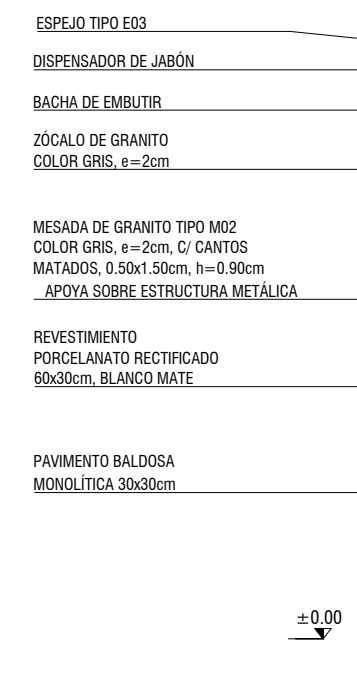 ESPEJO TIPO E03
DISPENSADOR DE JABÓN
BACHA DE EMBUTIR
ZÓCALO DE GRANITO
COLOR GRIS, e=2cm
MESADA DE GRANITO TIPO M02
COLOR GRIS, e=2cm, C/ CANTOS
MATADOS, 0.50x1.50cm, h=0.90cm
APOYA SOBRE ESTRUCTURA METÁLICA
REVESTIMIENTO
PORCELANATO RECTIFICADO
60x30cm, BLANCO MATE
PAVIMENTO BALDOSA
MONOLÍTICA 30x30cm
±0.00